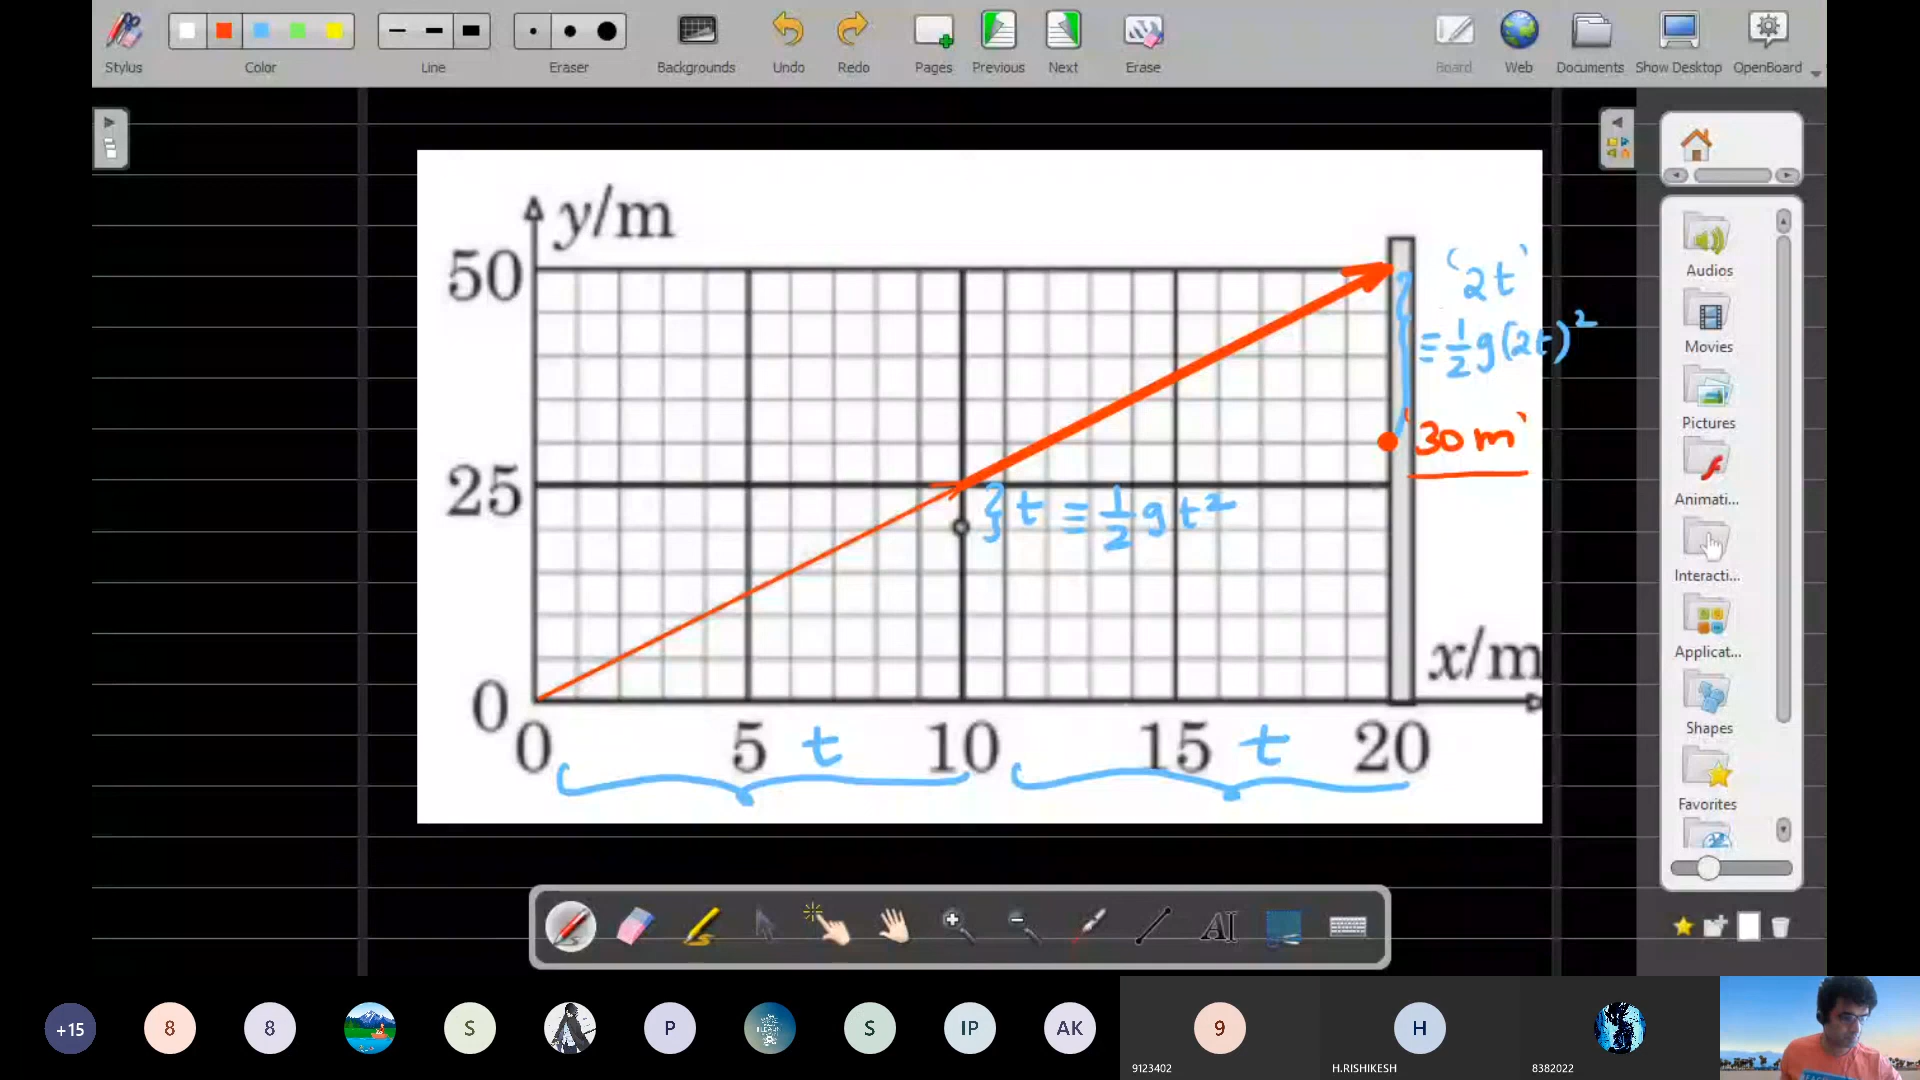 Stylus
Color
Line
Eraser
Backgrounds
Undo
Redo
Pages
Previous
Next
Erase
Board
Web
Documents
Show Desktop
OpenBoard
y/m
50
25
0
0
5
10
15
20
x/m
'2t'
≡ 1/2 g(2t)²
'30 m'
} t ≡ 1/2 g t²
t
t
Audios
Movies
Pictures
Animati...
Interacti...
Applicat...
Shapes
Favorites
AI
+15
8
8
S
P
S
IP
AK
9
H
9123402
H.RISHIKESH
8382022